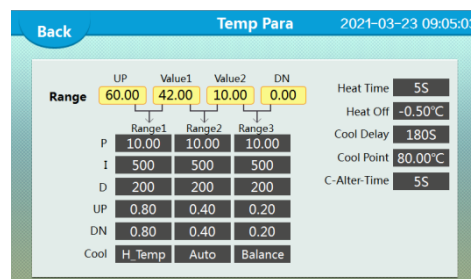 Back Temp Para 2021-03-23 09:05:03
UP Value1 Value2 DN
Range 60.00 42.00 10.00 0.00
Range1 Range2 Range3
P 10.00 10.00 10.00
I 500 500 500
D 200 200 200
UP 0.80 0.40 0.20
DN 0.80 0.40 0.20
Cool H_Temp Auto Balance
Heat Time 5S
Heat Off -0.50℃
Cool Delay 180S
Cool Point 80.00℃
C-Alter-Time 5S